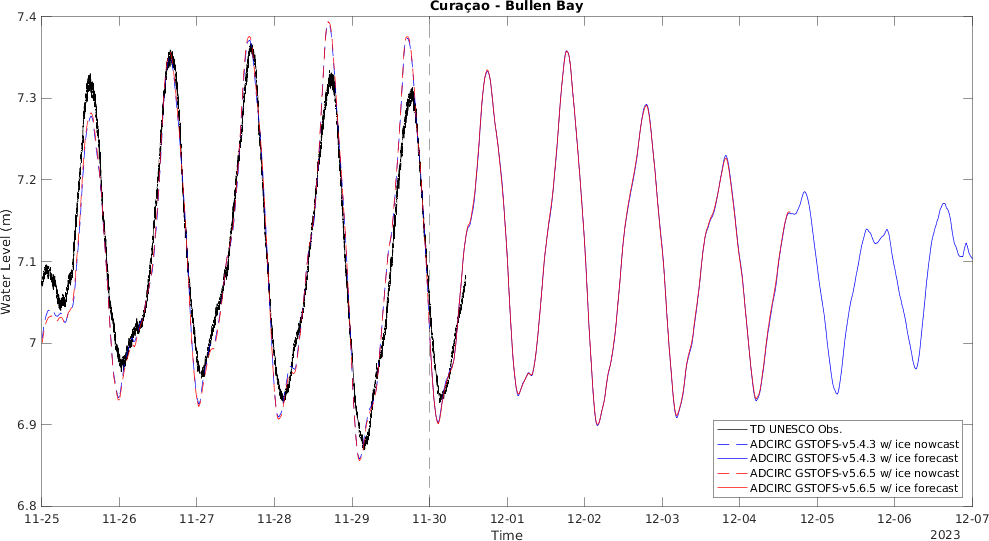 Curaçao - Bullen Bay
Water Level (m)
7.4
7.3
7.2
7.1
7
6.9
6.8
11-25
11-26
11-27
11-28
11-29
11-30
12-01
12-02
12-03
12-04
12-05
12-06
12-07
Time
2023
TD UNESCO Obs.
ADCIRC GSTOFS-v5.4.3 w/ ice nowcast
ADCIRC GSTOFS-v5.4.3 w/ ice forecast
ADCIRC GSTOFS-v5.6.5 w/ ice nowcast
ADCIRC GSTOFS-v5.6.5 w/ ice forecast